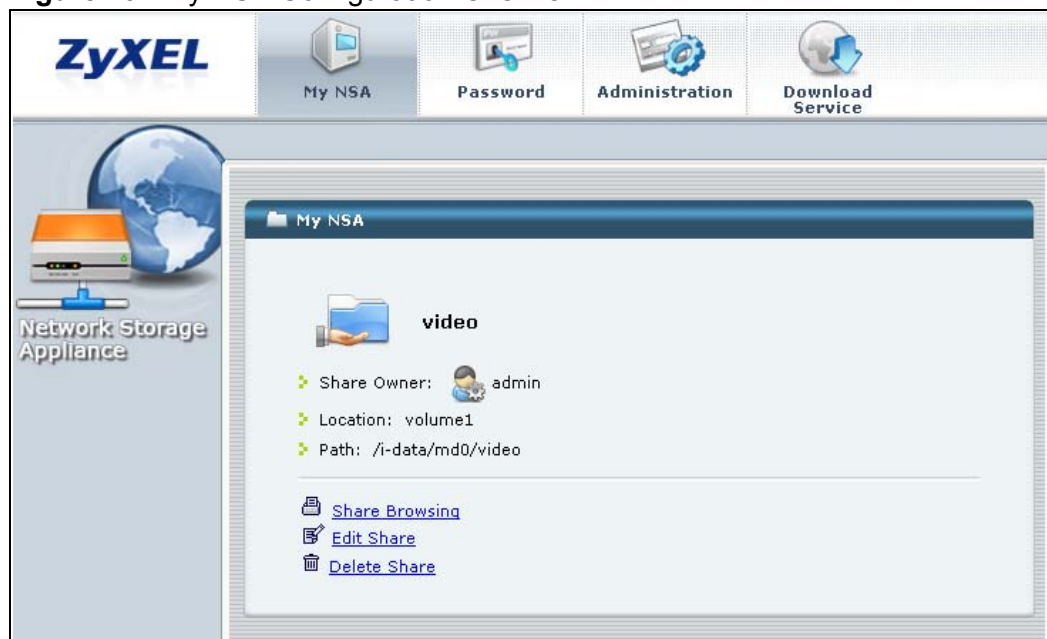 ZyXEL
My NSA
Password
Administration
Download
Service
Network Storage
Appliance
My NSA
video
Share Owner: admin
Location: volume1
Path: /i-data/md0/video
Share Browsing
Edit Share
Delete Share